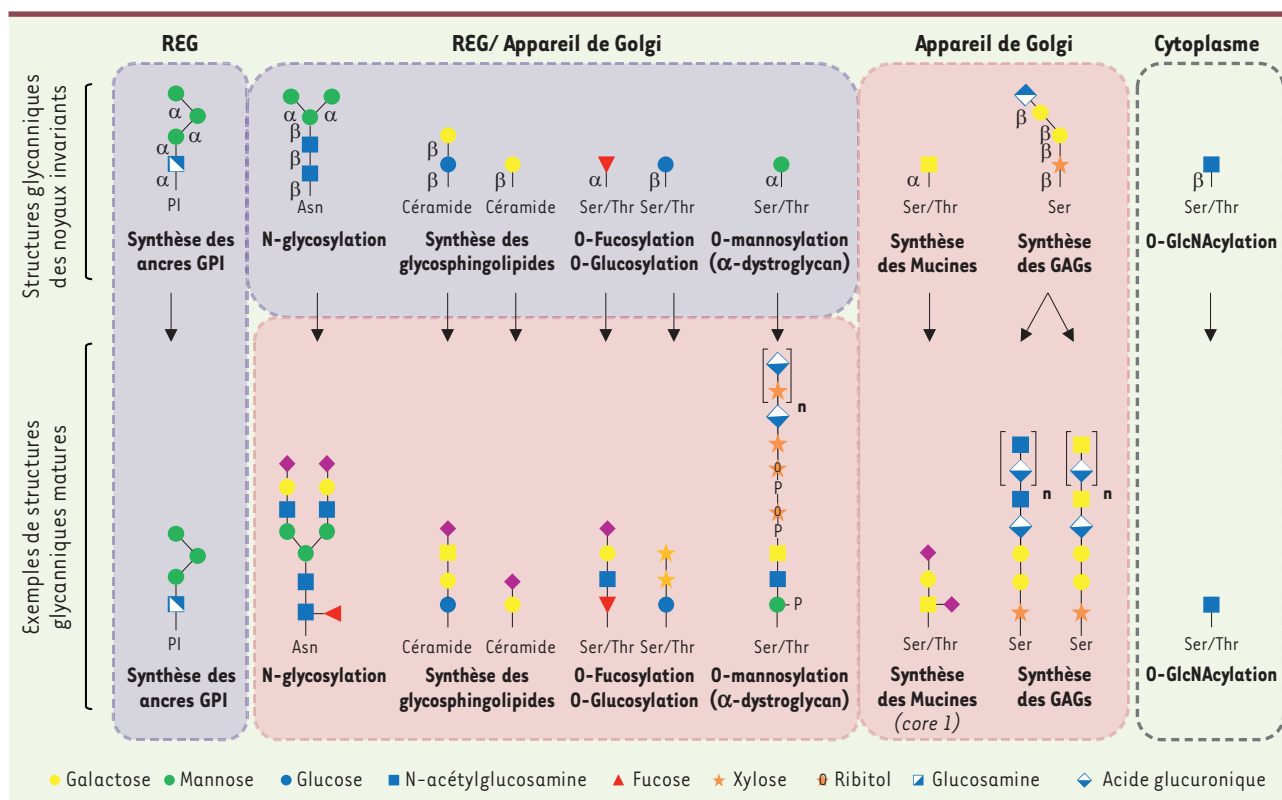 REG
REG/ Appareil de Golgi
Appareil de Golgi
Cytoplasme
Structures glycanniques
des noyaux invariants
α
α
α
α
PI
Synthèse des
ancres GPI
α
α
β
β
β
Asn
N-glycosylation
β
β
β
Céramide
Céramide
Synthèse des
glycosphingolipides
α
β
Ser/Thr
Ser/Thr
O-Fucosylation
O-Glucosylation
α
Ser/Thr
O-mannosylation
(α-dystroglycan)
α
Ser/Thr
Synthèse
des Mucines
β
β
β
β
Ser
Synthèse
des GAGs
β
Ser/Thr
O-GlcNAcylation
Exemples de structures
glycanniques matures
PI
Synthèse des
ancres GPI
Asn
N-glycosylation
Céramide
Céramide
Synthèse des
glycosphingolipides
Ser/Thr
Ser/Thr
O-Fucosylation
O-Glucosylation
n
O
P
O
P
P
Ser/Thr
O-mannosylation
(α-dystroglycan)
Ser/Thr
Synthèse
des Mucines
(core 1)
n
n
Ser
Ser
Synthèse
des GAGs
Ser/Thr
O-GlcNAcylation
Galactose Mannose Glucose N-acétylglucosamine Fucose Xylose O Ribitol Glucosamine Acide glucuronique